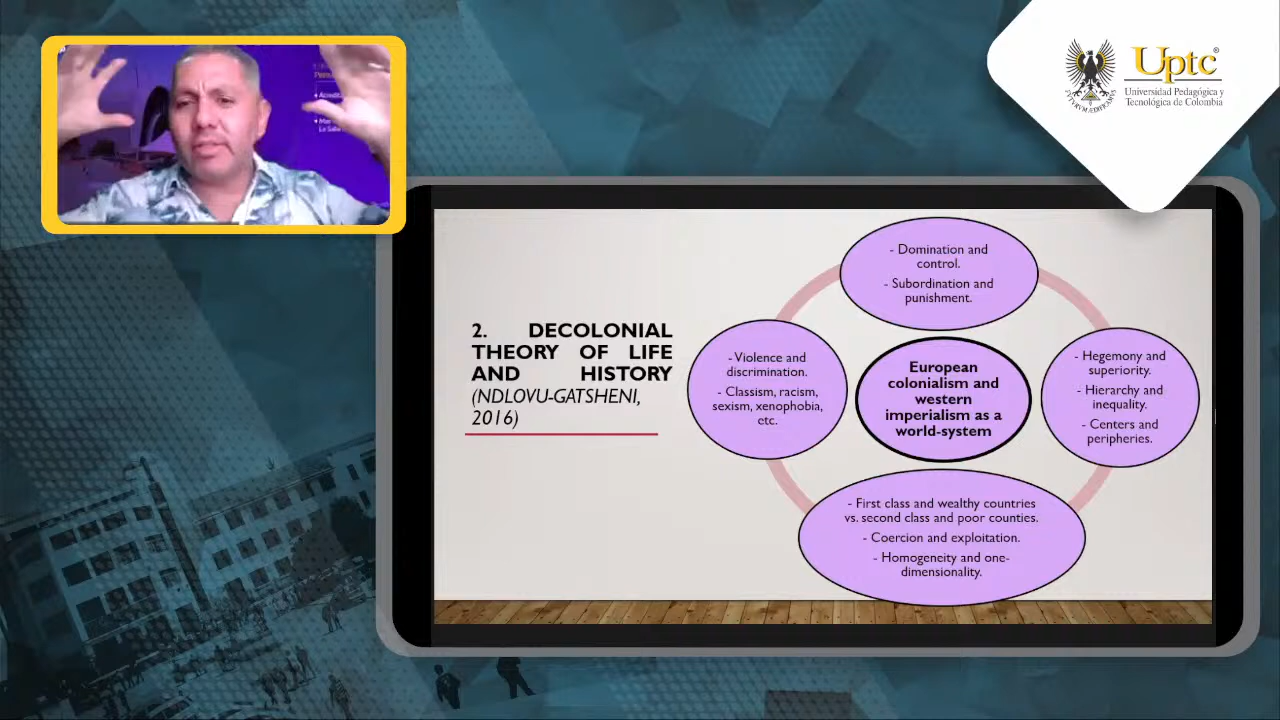 Uptc
Universidad Pedagógica y
Tecnológica de Colombia
2. DECOLONIAL
THEORY OF LIFE
AND HISTORY
(NDLOVU-GATSHENI,
2016)
- Domination and
control.
- Subordination and
punishment.
- Violence and
discrimination.
- Classism, racism,
sexism, xenophobia,
etc.
European
colonialism and
western
imperialism as a
world-system
- Hegemony and
superiority.
- Hierarchy and
inequality.
- Centers and
peripheries.
- First class and wealthy countries
vs. second class and poor counties.
- Coercion and exploitation.
- Homogeneity and one-
dimensionality.